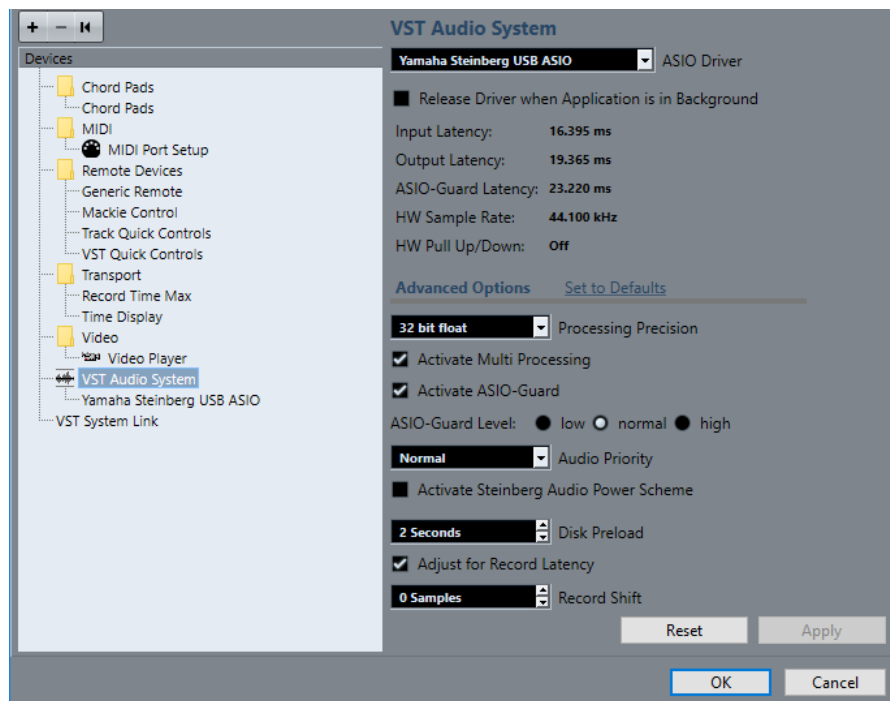 Devices
Chord Pads
Chord Pads
MIDI
MIDI Port Setup
Remote Devices
Generic Remote
Mackie Control
Track Quick Controls
VST Quick Controls
Transport
Record Time Max
Time Display
Video
Video Player
VST Audio System
Yamaha Steinberg USB ASIO
VST System Link
VST Audio System
Yamaha Steinberg USB ASIO ASIO Driver
Release Driver when Application is in Background
Input Latency: 16.395 ms
Output Latency: 19.365 ms
ASIO-Guard Latency: 23.220 ms
HW Sample Rate: 44.100 kHz
HW Pull Up/Down: Off
Advanced Options Set to Defaults
32 bit float Processing Precision
Activate Multi Processing
Activate ASIO-Guard
ASIO-Guard Level: low normal high
Normal Audio Priority
Activate Steinberg Audio Power Scheme
2 Seconds Disk Preload
Adjust for Record Latency
0 Samples Record Shift
Reset Apply
OK Cancel